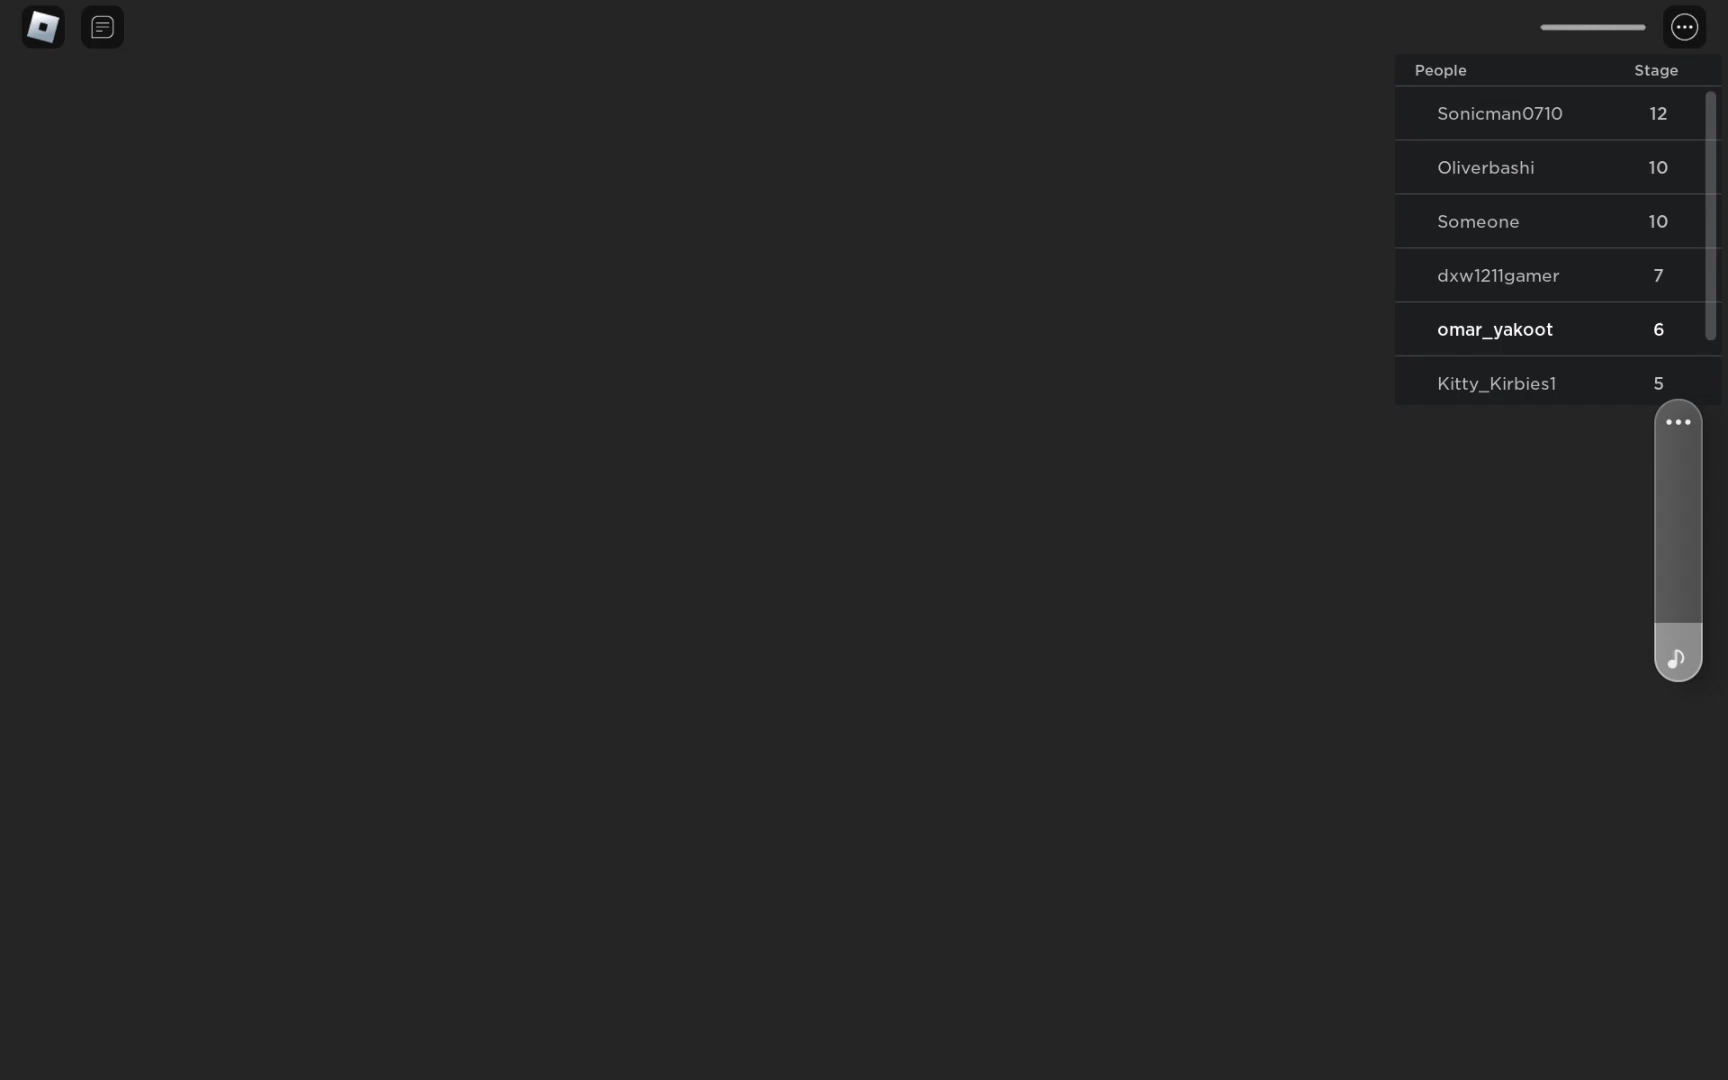 People Stage
Sonicman0710 12
Oliverbashi 10
Someone 10
dxw1211gamer 7
omar_yakoot 6
Kitty_Kirbies1 5